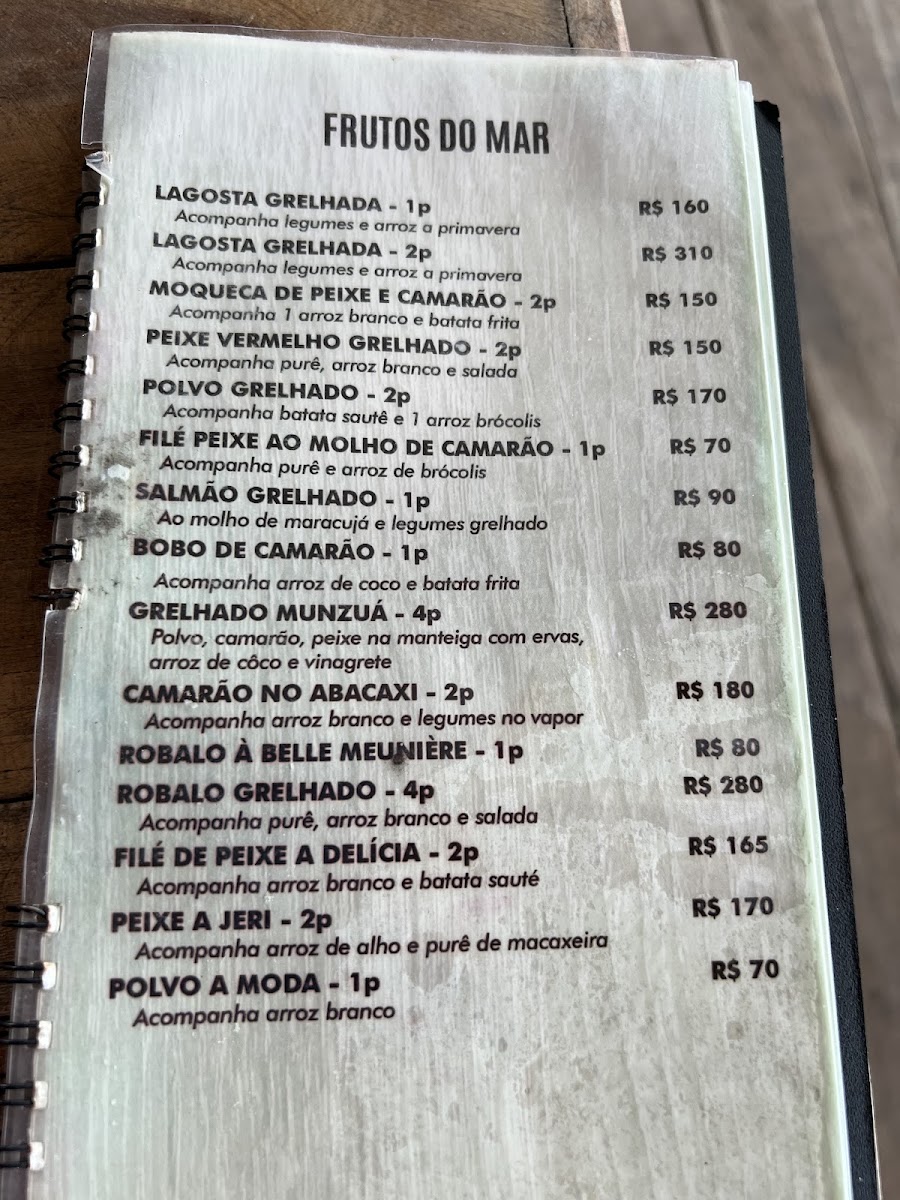 FRUTOS DO MAR
LAGOSTA GRELHADA - 1p R$ 160
Acompanha legumes e arroz a primavera
LAGOSTA GRELHADA - 2p R$ 310
Acompanha legumes e arroz a primavera
MOQUECA DE PEIXE E CAMARÃO - 2p R$ 150
Acompanha 1 arroz branco e batata frita
PEIXE VERMELHO GRELHADO - 2p R$ 150
Acompanha purê, arroz branco e salada
POLVO GRELHADO - 2p R$ 170
Acompanha batata sautê e 1 arroz brócolis
FILÉ PEIXE AO MOLHO DE CAMARÃO - 1p R$ 70
Acompanha purê e arroz de brócolis
SALMÃO GRELHADO - 1p R$ 90
Ao molho de maracujá e legumes grelhado
BOBO DE CAMARÃO - 1p R$ 80
Acompanha arroz de coco e batata frita
GRELHADO MUNZUÁ - 4p R$ 280
Polvo, camarão, peixe na manteiga com ervas,
arroz de côco e vinagrete
CAMARÃO NO ABACAXI - 2p R$ 180
Acompanha arroz branco e legumes no vapor
ROBALO À BELLE MEUNIÈRE - 1p R$ 80
ROBALO GRELHADO - 4p R$ 280
Acompanha purê, arroz branco e salada
FILÉ DE PEIXE A DELÍCIA - 2p R$ 165
Acompanha arroz branco e batata sauté
PEIXE A JERI - 2p R$ 170
Acompanha arroz de alho e purê de macaxeira
POLVO A MODA - 1p R$ 70
Acompanha arroz branco